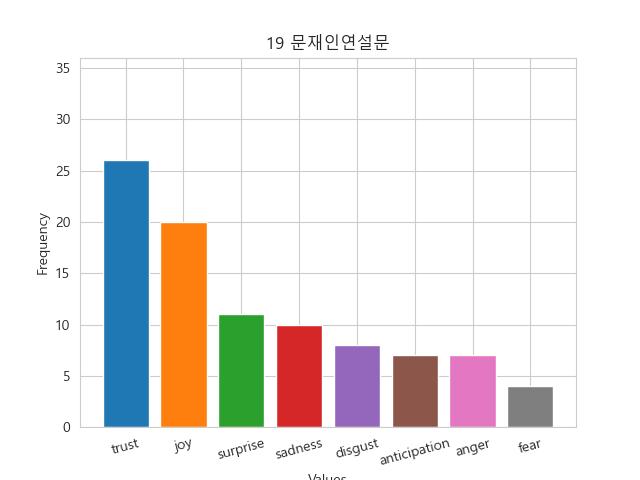 19 문재인연설문
Frequency
35
30
25
20
15
10
5
0
trust joy surprise sadness disgust anticipation anger fear
Values